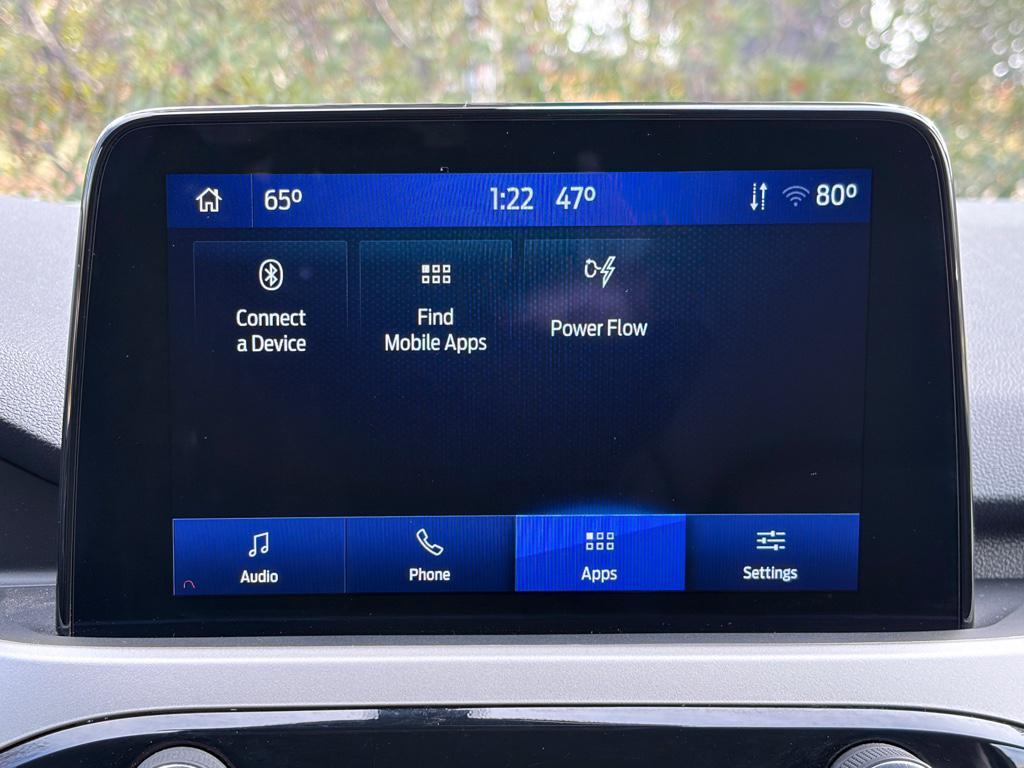 65º 1:22 47º 80º
Connect
a Device
Find
Mobile Apps
Power Flow
Audio Phone Apps Settings